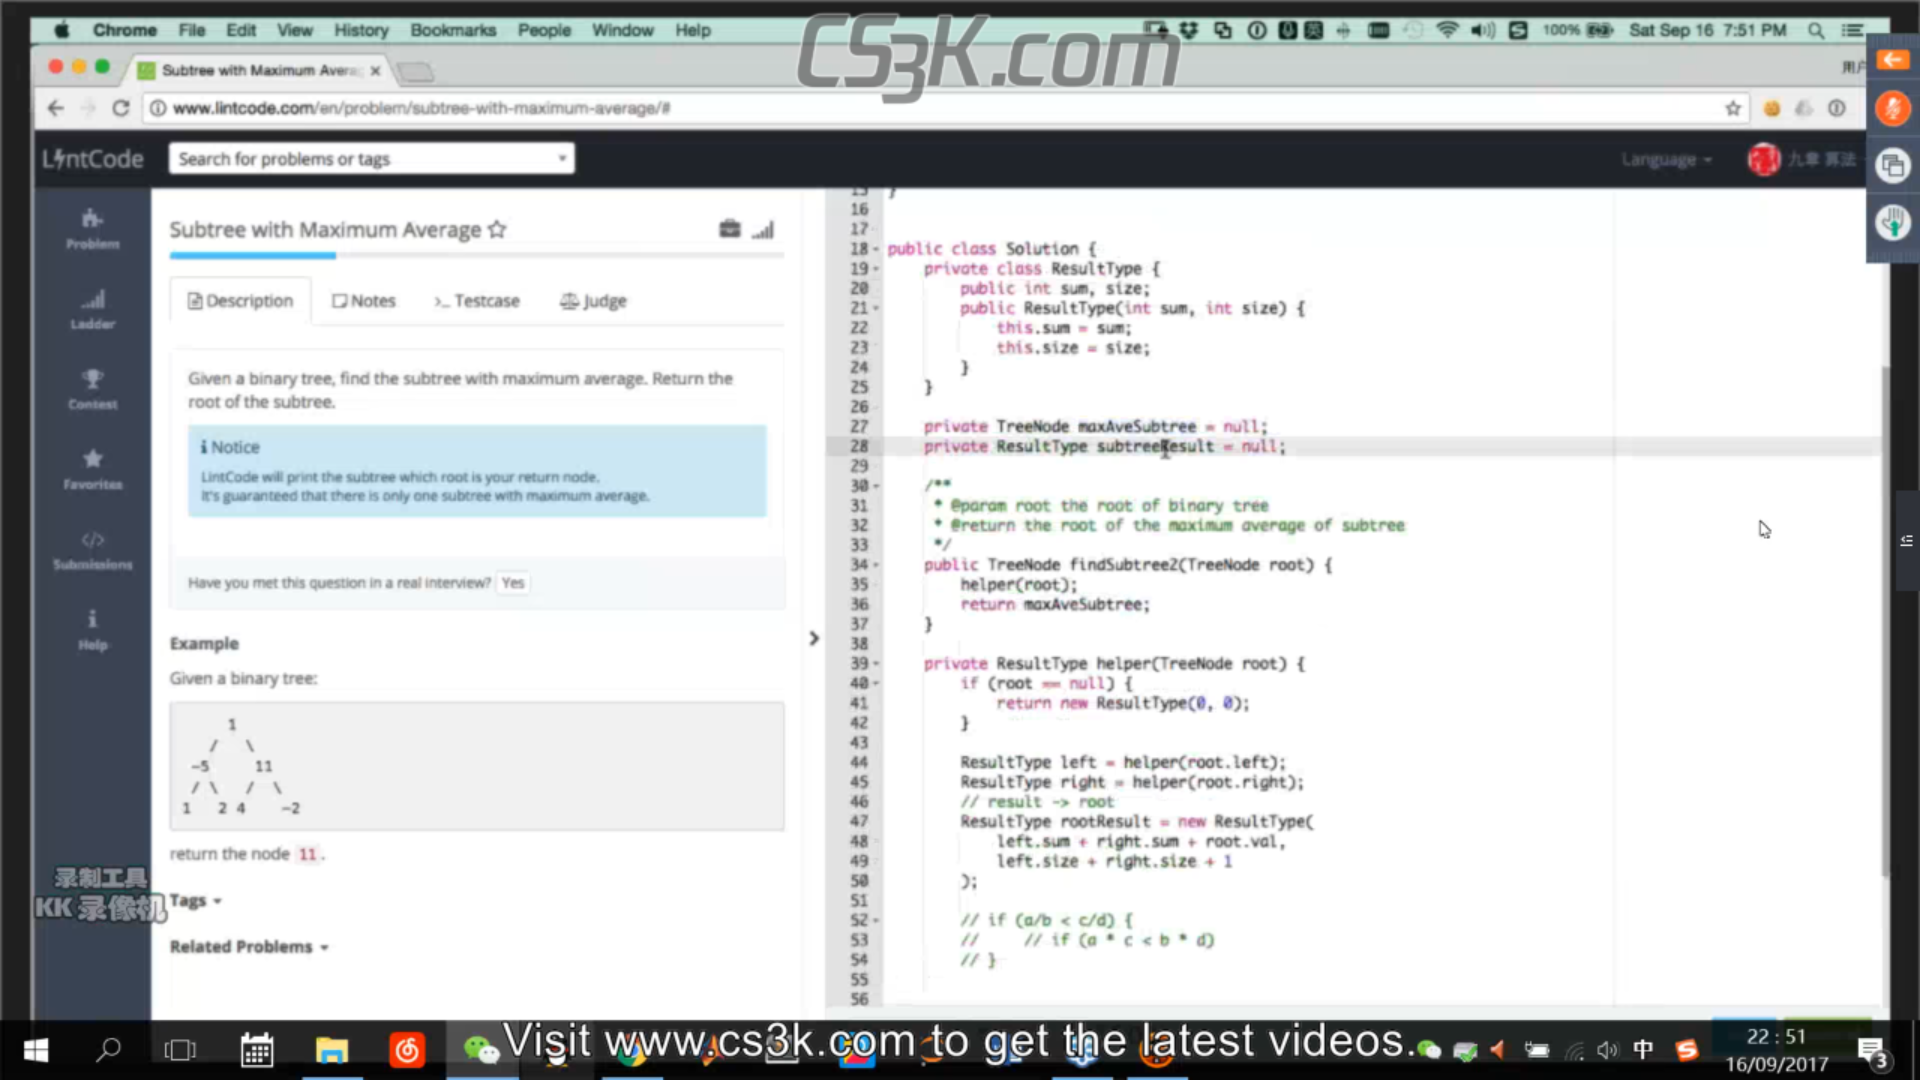 Chrome File Edit View History Bookmarks People Window Help
100% Sat Sep 16 7:51 PM
CS3K.com
Subtree with Maximum Avera
用户
www.lintcode.com/en/problem/subtree-with-maximum-average/#
LintCode
Search for problems or tags
Language
九章 算法
Problem
Ladder
Contest
Favorites
Submissions
Help
Subtree with Maximum Average
Description
Notes
Testcase
Judge
Given a binary tree, find the subtree with maximum average. Return the
root of the subtree.
Notice
LintCode will print the subtree which root is your return node.
It's guaranteed that there is only one subtree with maximum average.
Have you met this question in a real interview? Yes
Example
Given a binary tree:
1
/ \
-5 11
/ \ / \
1 2 4 -2
return the node 11 .
Tags
Related Problems
录制工具
KK 录像机
15 }
16
17
18 public class Solution {
19 private class ResultType {
20 public int sum, size;
21 public ResultType(int sum, int size) {
22 this.sum = sum;
23 this.size = size;
24 }
25 }
26
27 private TreeNode maxAveSubtree = null;
28 private ResultType subtreeResult = null;
29
30 /**
31 * @param root the root of binary tree
32 * @return the root of the maximum average of subtree
33 */
34 public TreeNode findSubtree2(TreeNode root) {
35 helper(root);
36 return maxAveSubtree;
37 }
38
39 private ResultType helper(TreeNode root) {
40 if (root == null) {
41 return new ResultType(0, 0);
42 }
43
44 ResultType left = helper(root.left);
45 ResultType right = helper(root.right);
46 // result -> root
47 ResultType rootResult = new ResultType(
48 left.sum + right.sum + root.val,
49 left.size + right.size + 1
50 );
51
52 // if (a/b < c/d) {
53 // // if (a * c < b * d)
54 // }
55
56
Visit www.cs3k.com to get the latest videos.
中
22:51
16/09/2017
3